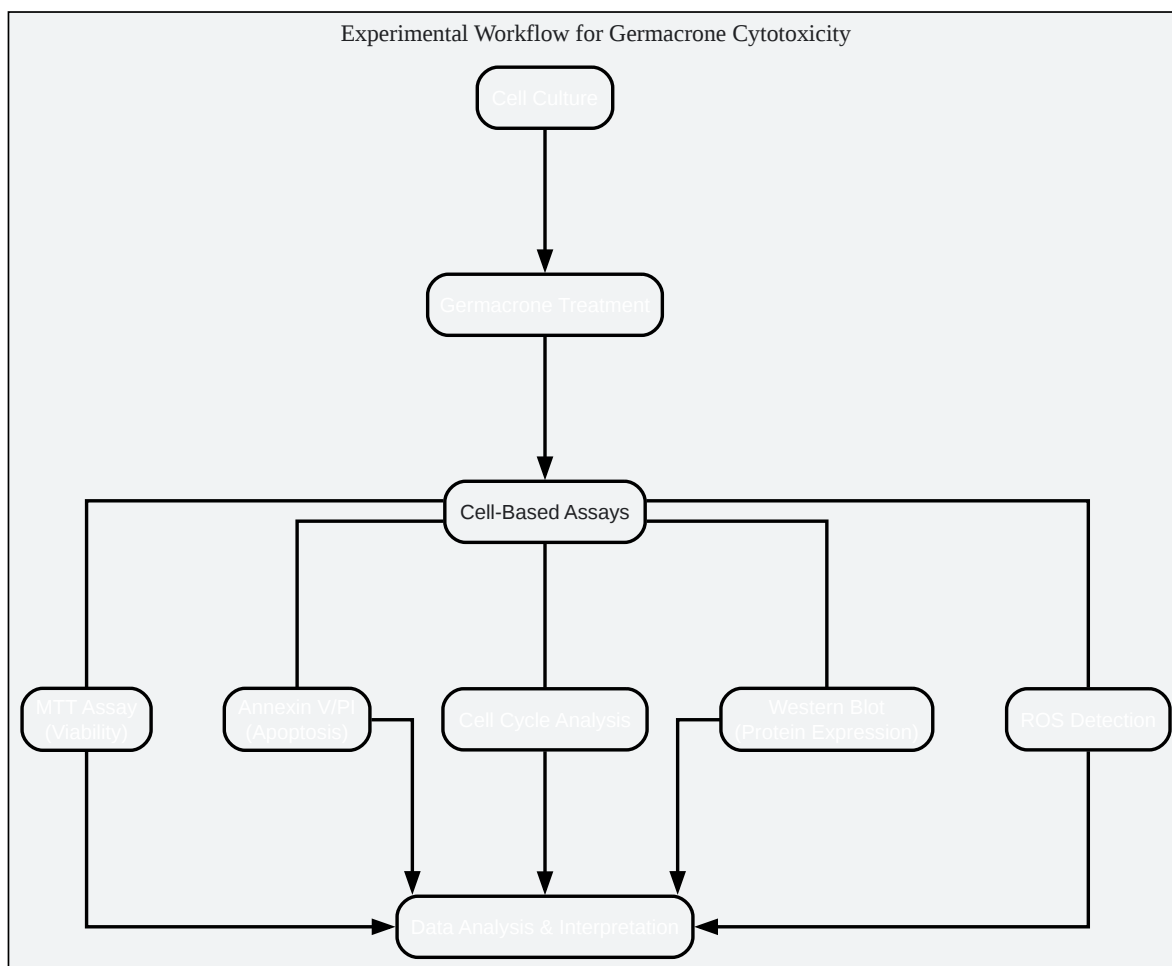 Experimental Workflow for Germacrone Cytotoxicity
Cell Culture
Germacrone Treatment
Cell-Based Assays
MTT Assay
(Viability)
Annexin V/PI
(Apoptosis)
Cell Cycle Analysis
Western Blot
(Protein Expression)
ROS Detection
Data Analysis & Interpretation